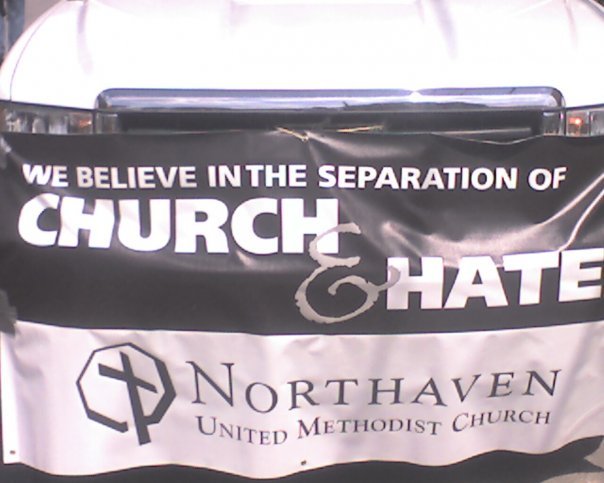 WE BELIEVE IN THE SEPARATION OF
CHURCH
& HATE
NORTHAVEN
UNITED METHODIST CHURCH